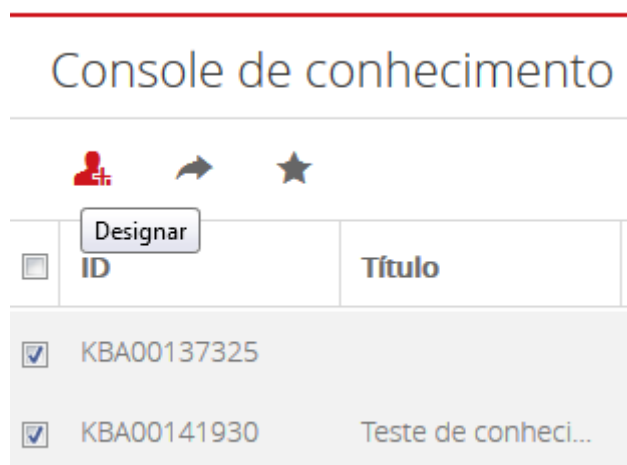 Console de conhecimento
Designar
ID Título
KBA00137325
KBA00141930 Teste de conheci...